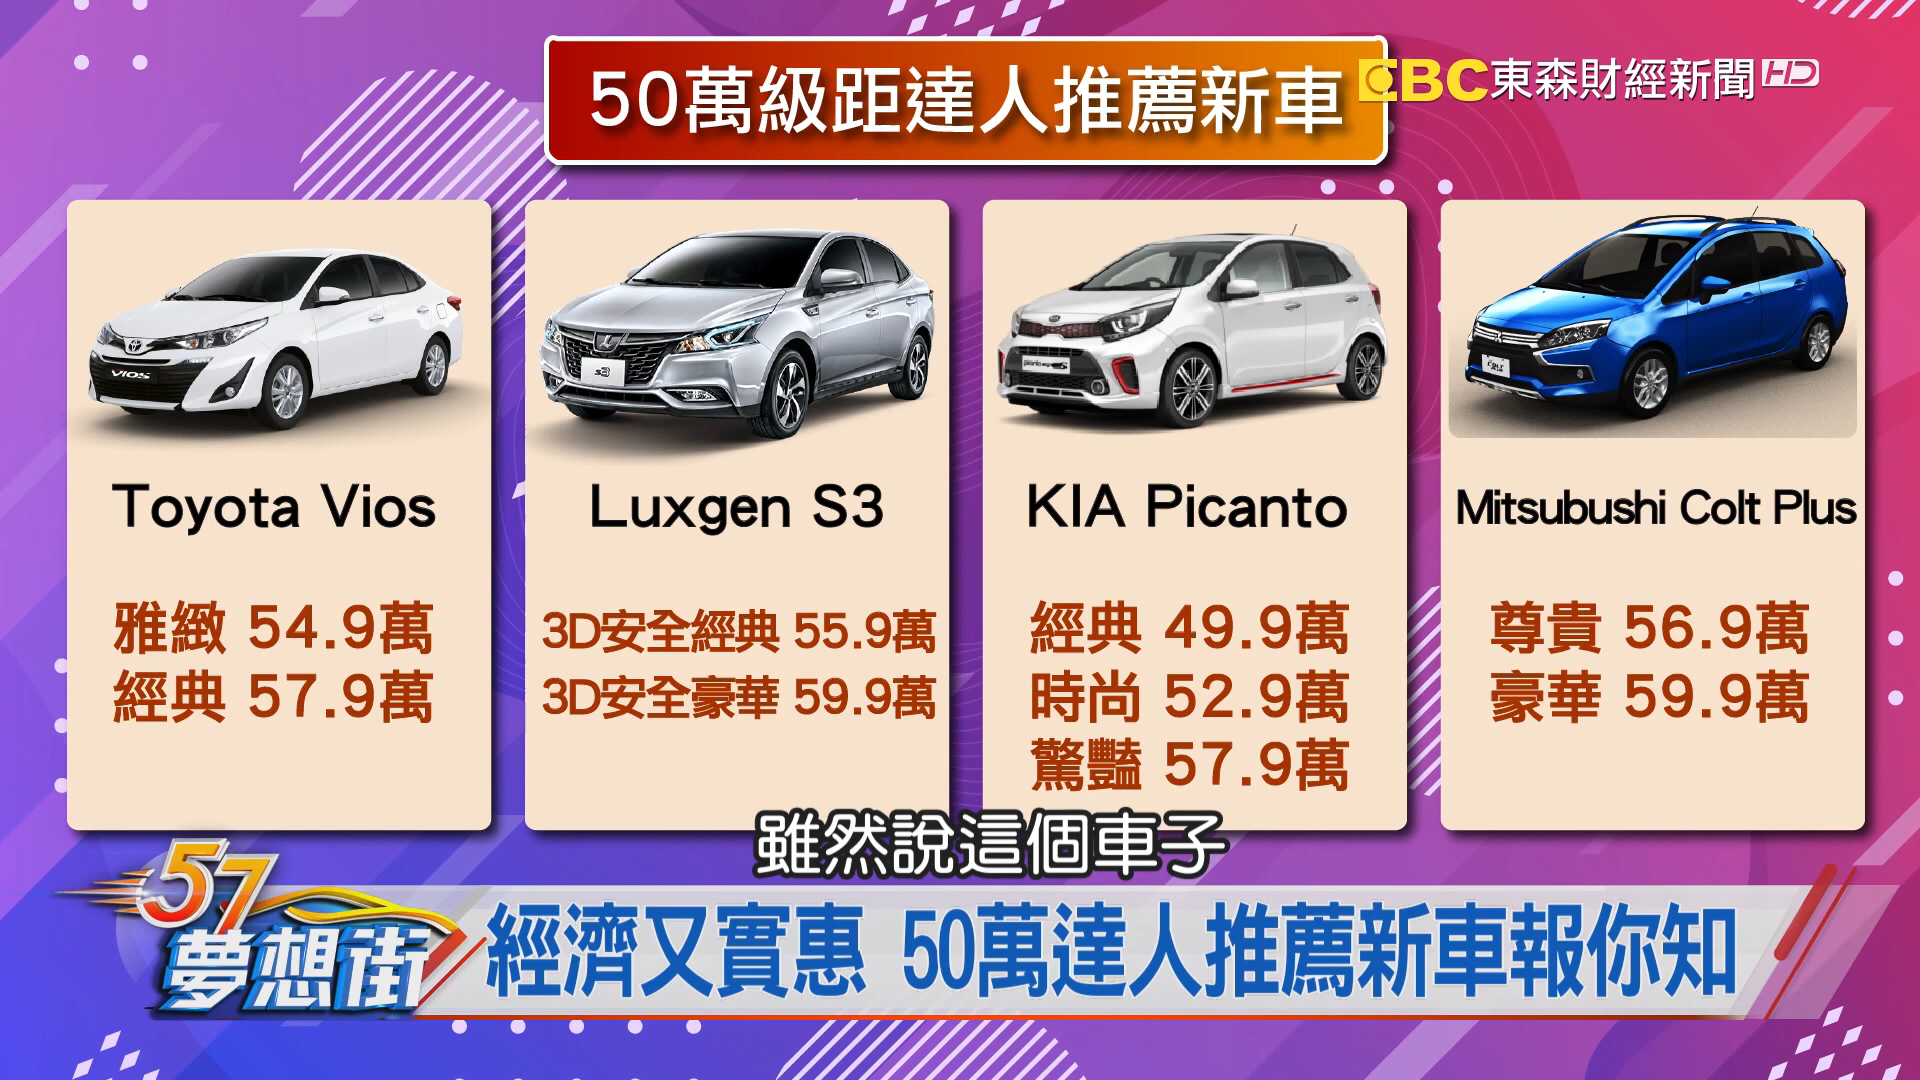 50萬級距達人推薦新車
EBC東森財經新聞HD
Toyota Vios
雅緻 54.9萬
經典 57.9萬
Luxgen S3
3D安全經典 55.9萬
3D安全豪華 59.9萬
KIA Picanto
經典 49.9萬
時尚 52.9萬
驚豔 57.9萬
Mitsubushi Colt Plus
尊貴 56.9萬
豪華 59.9萬
VIOS
S3
雖然說這個車子
57
夢想街
經濟又實惠 50萬達人推薦新車報你知